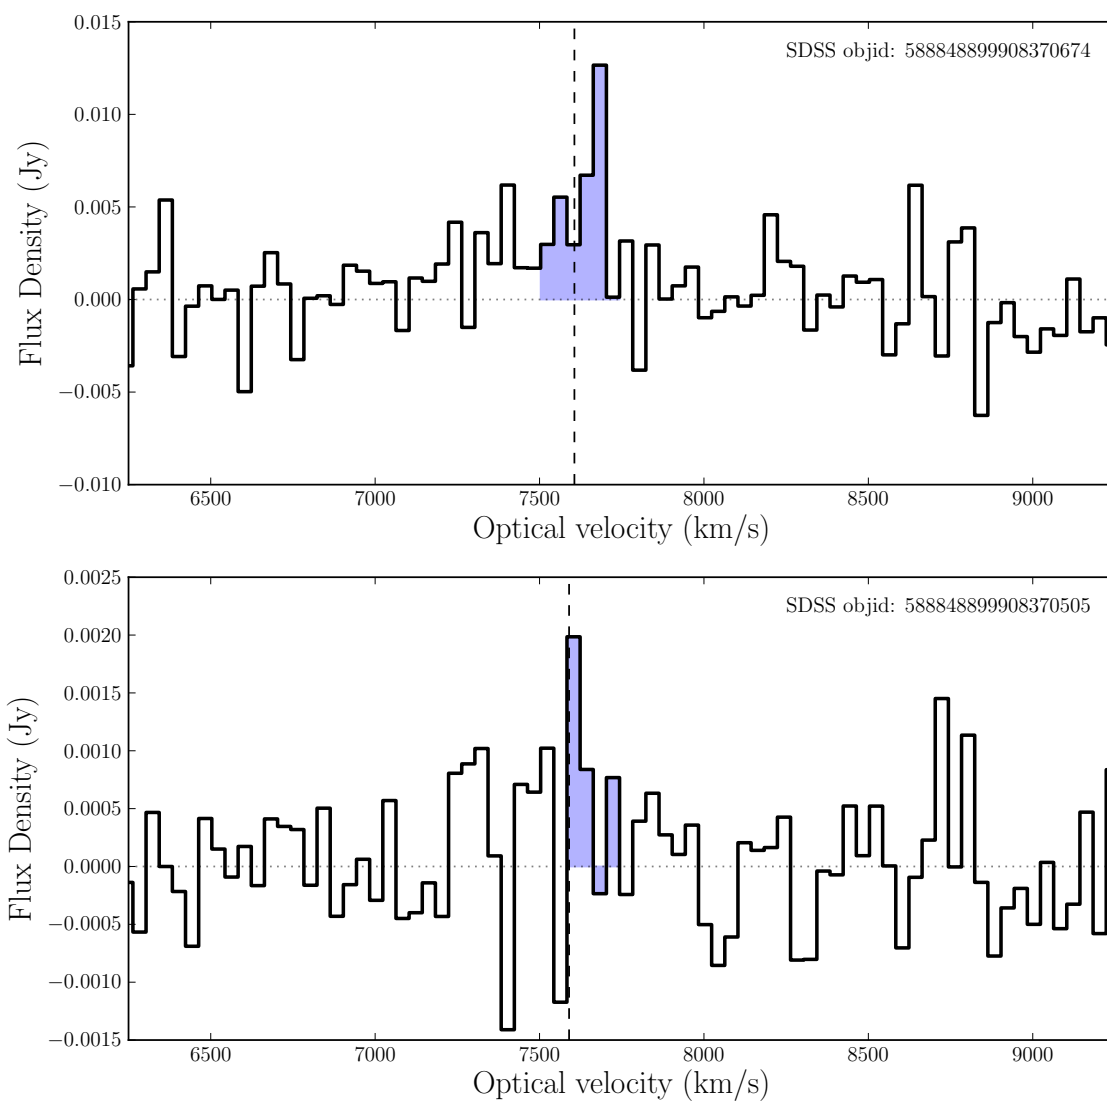 0.015
SDSS objid: 588848899908370674
0.010
0.005
0.000
−0.005
−0.010
Flux Density (Jy)
6500 7000 7500 8000 8500 9000
Optical velocity (km/s)
0.0025
SDSS objid: 588848899908370505
0.0020
0.0015
0.0010
0.0005
0.0000
−0.0005
−0.0010
−0.0015
Flux Density (Jy)
6500 7000 7500 8000 8500 9000
Optical velocity (km/s)